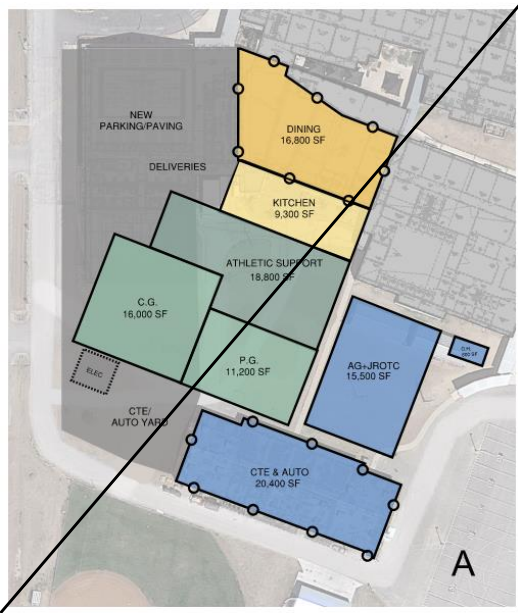 NEW
PARKING/PAVING
DINING
16,800 SF
DELIVERIES
KITCHEN
9,300 SF
ATHLETIC SUPPORT
18,800 SF
C.G.
16,000 SF
P.G.
11,200 SF
AG+JROTC
15,500 SF
ELEC
CTE/
AUTO YARD
CTE & AUTO
20,400 SF
A